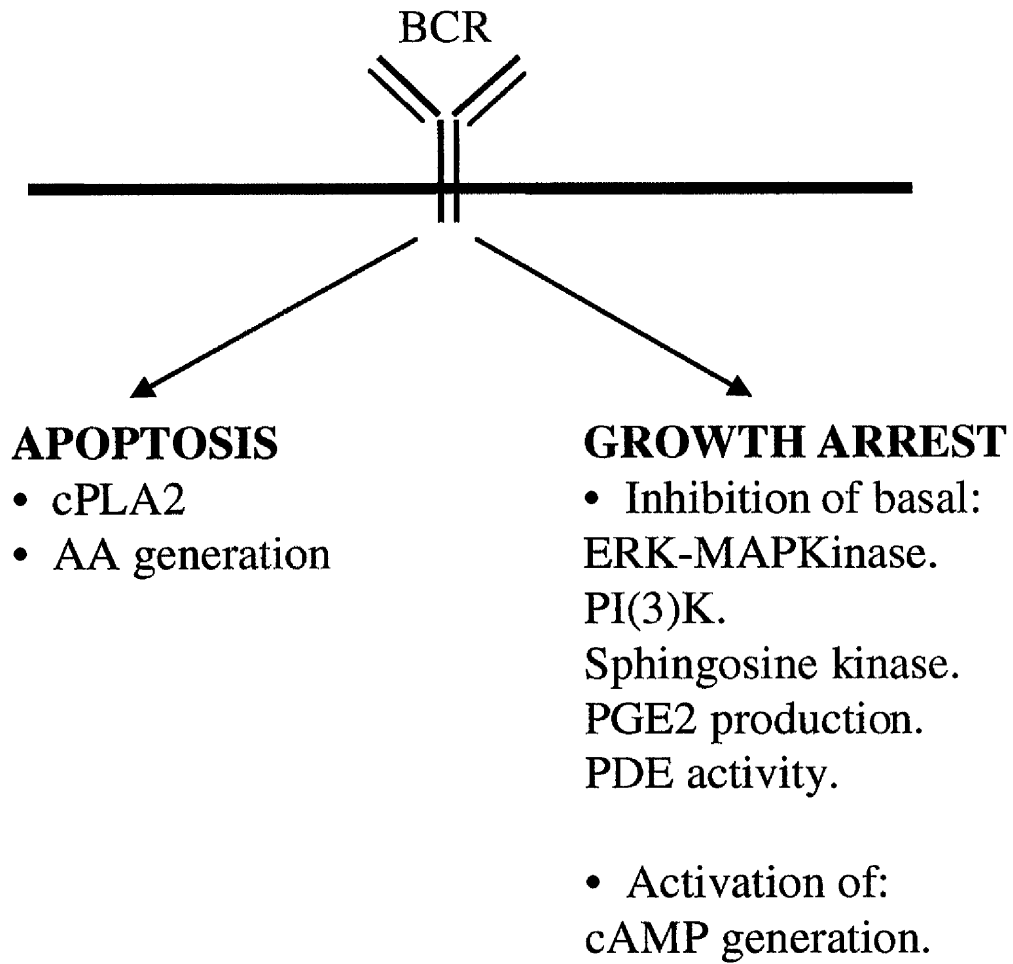 BCR
APOPTOSIS
• cPLA2
• AA generation
GROWTH ARREST
• Inhibition of basal:
ERK-MAPKinase.
PI(3)K.
Sphingosine kinase.
PGE2 production.
PDE activity.
• Activation of:
cAMP generation.